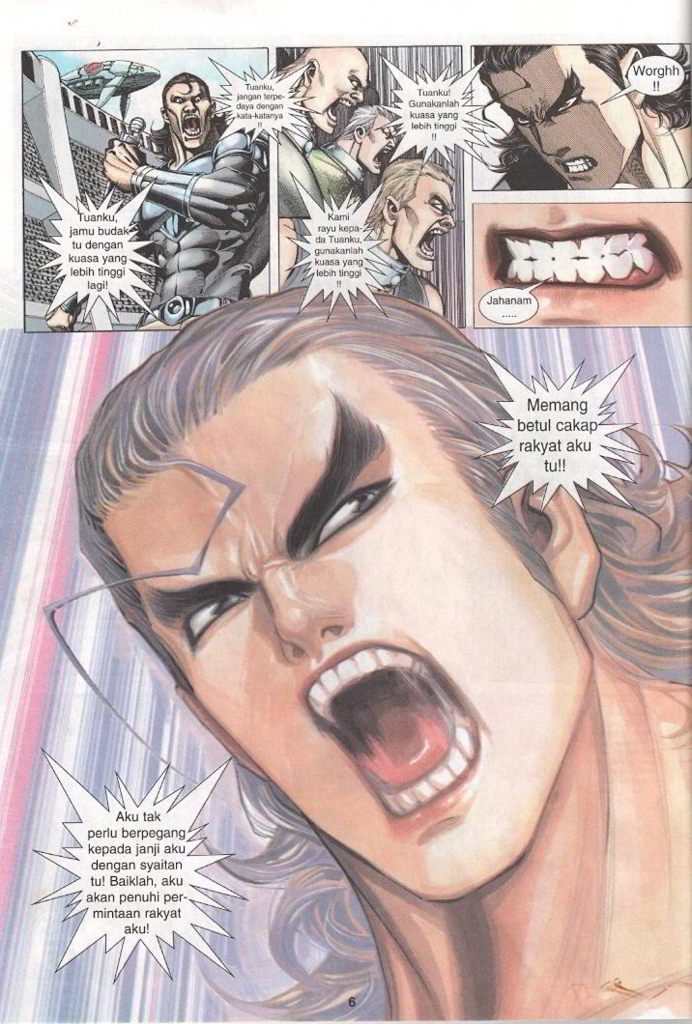 Tuanku,
jamu budak
tu dengan
kuasa yang
lebih tinggi
lagi!
Tuanku,
jangan terpe-
daya dengan
kata-katanya
!!
Tuanku!
Gunakanlah
kuasa yang
lebih tinggi
!!
Kami
rayu kepa-
da Tuanku,
gunakanlah
kuasa yang
lebih tinggi
!!
Worghh
!!
Jahanam
.....
Memang
betul cakap
rakyat aku
tu!!
Aku tak
perlu berpegang
kepada janji aku
dengan syaitan
tu! Baiklah, aku
akan penuhi per-
mintaan rakyat
aku!
6